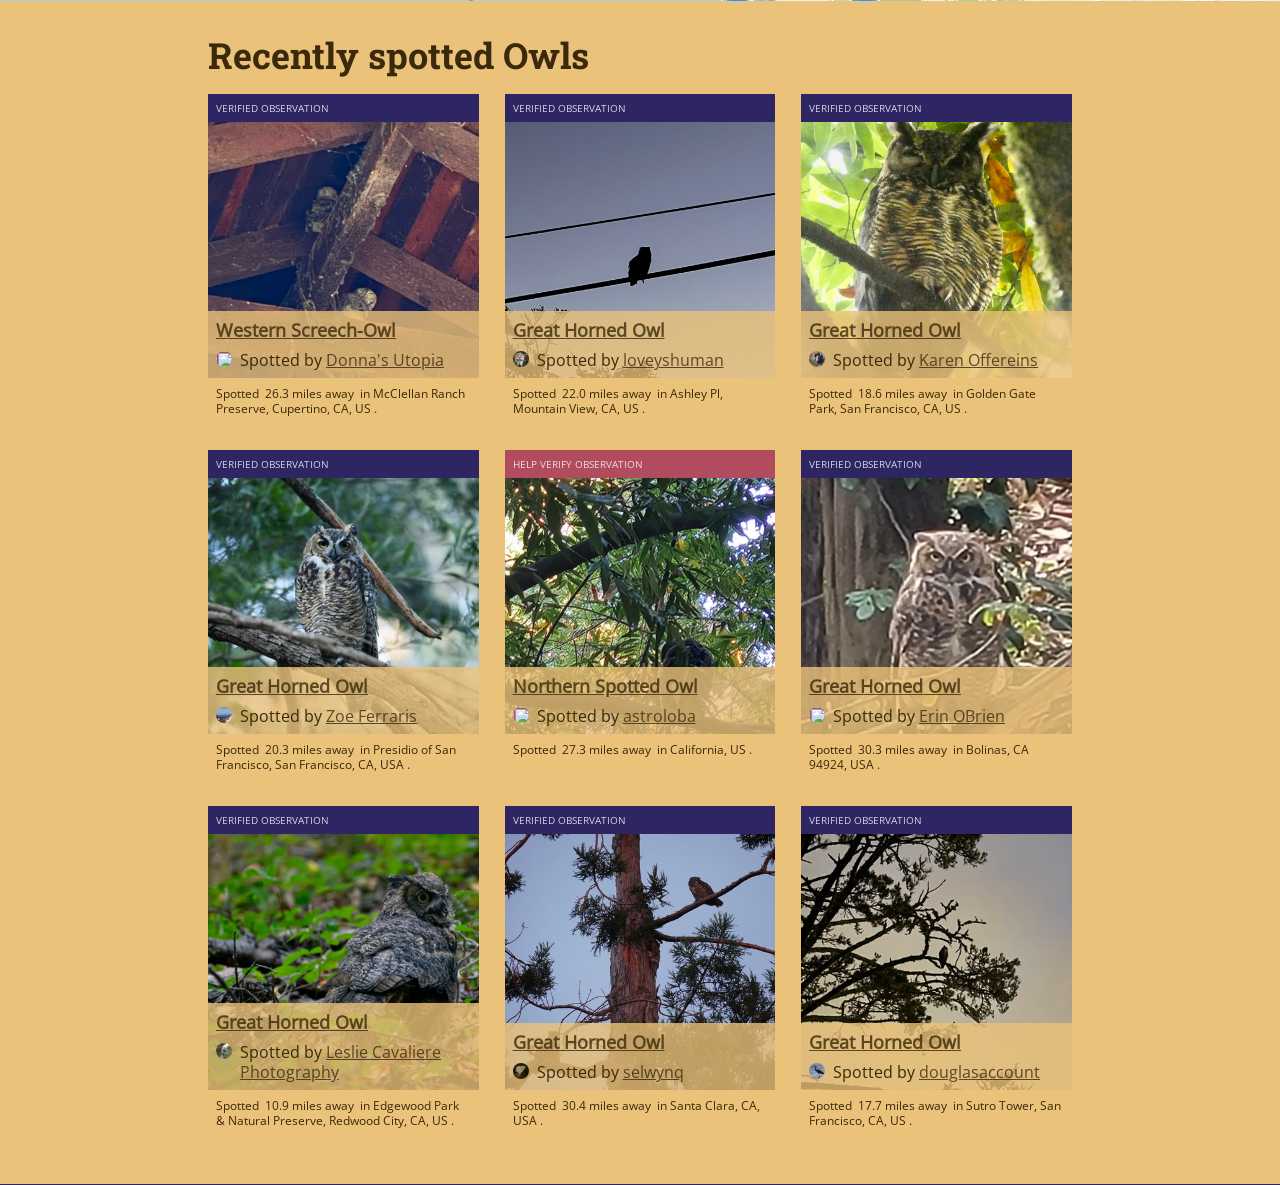 Recently spotted Owls
VERIFIED OBSERVATION
Western Screech-Owl
Spotted by Donna's Utopia
Spotted 26.3 miles away in McClellan Ranch
Preserve, Cupertino, CA, US .
VERIFIED OBSERVATION
Great Horned Owl
Spotted by loveyshuman
Spotted 22.0 miles away in Ashley Pl,
Mountain View, CA, US .
VERIFIED OBSERVATION
Great Horned Owl
Spotted by Karen Offereins
Spotted 18.6 miles away in Golden Gate
Park, San Francisco, CA, US .
VERIFIED OBSERVATION
Great Horned Owl
Spotted by Zoe Ferraris
Spotted 20.3 miles away in Presidio of San
Francisco, San Francisco, CA, USA .
HELP VERIFY OBSERVATION
Northern Spotted Owl
Spotted by astroloba
Spotted 27.3 miles away in California, US .
VERIFIED OBSERVATION
Great Horned Owl
Spotted by Erin OBrien
Spotted 30.3 miles away in Bolinas, CA
94924, USA .
VERIFIED OBSERVATION
Great Horned Owl
Spotted by Leslie Cavaliere
Photography
Spotted 10.9 miles away in Edgewood Park
& Natural Preserve, Redwood City, CA, US .
VERIFIED OBSERVATION
Great Horned Owl
Spotted by selwynq
Spotted 30.4 miles away in Santa Clara, CA,
USA .
VERIFIED OBSERVATION
Great Horned Owl
Spotted by douglasaccount
Spotted 17.7 miles away in Sutro Tower, San
Francisco, CA, US .